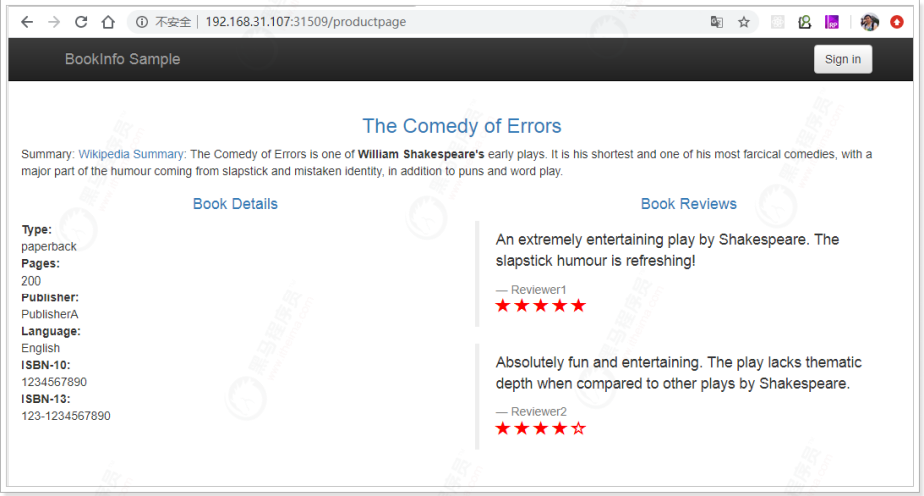 不安全 | 192.168.31.107:31509/productpage
BookInfo Sample
Sign in
The Comedy of Errors
Summary: Wikipedia Summary: The Comedy of Errors is one of William Shakespeare's early plays. It is his shortest and one of his most farcical comedies, with a
major part of the humour coming from slapstick and mistaken identity, in addition to puns and word play.
Book Details
Type:
paperback
Pages:
200
Publisher:
PublisherA
Language:
English
ISBN-10:
1234567890
ISBN-13:
123-1234567890
Book Reviews
An extremely entertaining play by Shakespeare. The
slapstick humour is refreshing!
— Reviewer1
Absolutely fun and entertaining. The play lacks thematic
depth when compared to other plays by Shakespeare.
— Reviewer2